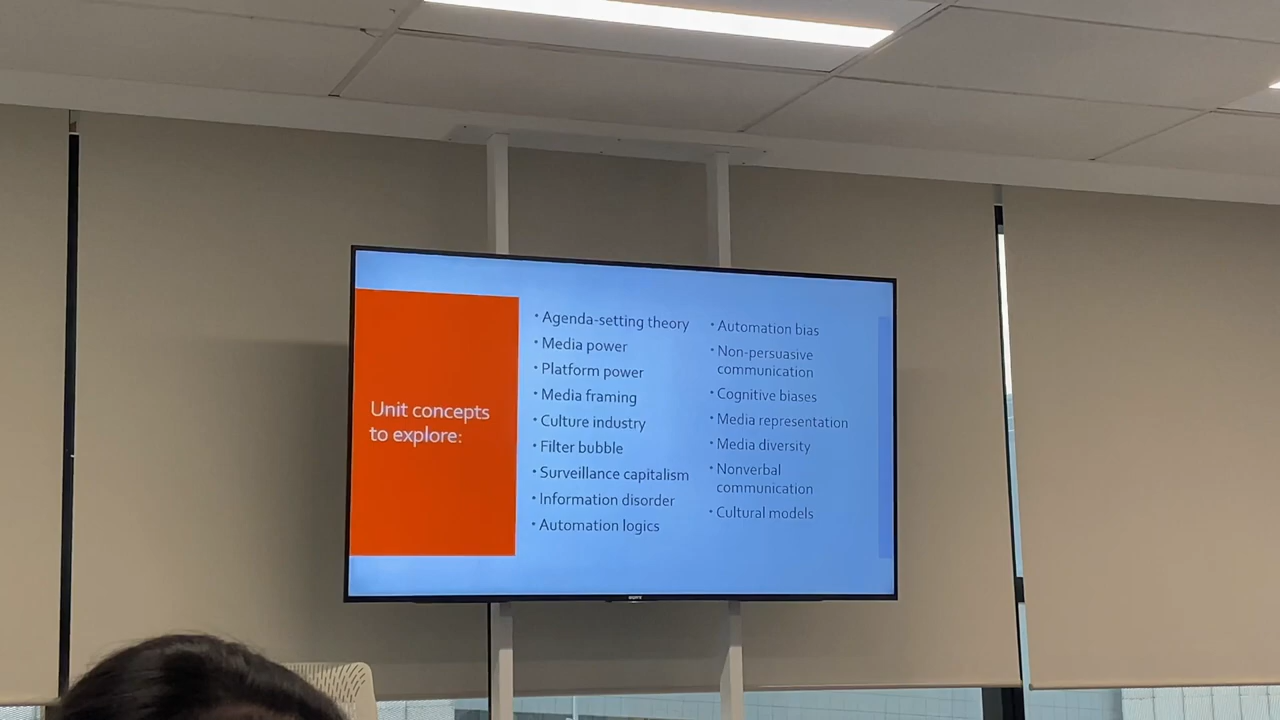 Unit concepts
to explore:
• Agenda-setting theory
• Media power
• Platform power
• Media framing
• Culture industry
• Filter bubble
• Surveillance capitalism
• Information disorder
• Automation logics
• Automation bias
• Non-persuasive
communication
• Cognitive biases
• Media representation
• Media diversity
• Nonverbal
communication
• Cultural models
SONY